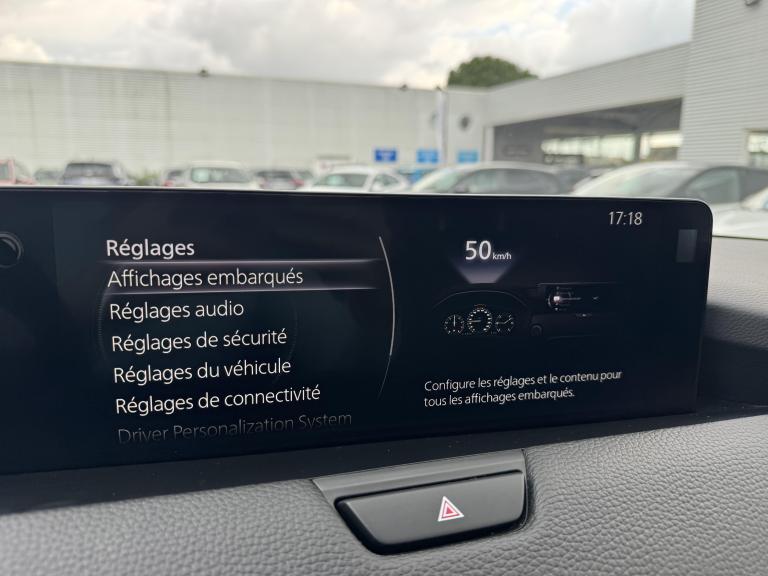 17:18
Réglages
Affichages embarqués
Réglages audio
Réglages de sécurité
Réglages du véhicule
Réglages de connectivité
Driver Personalization System
50 km/h
Configure les réglages et le contenu pour
tous les affichages embarqués.